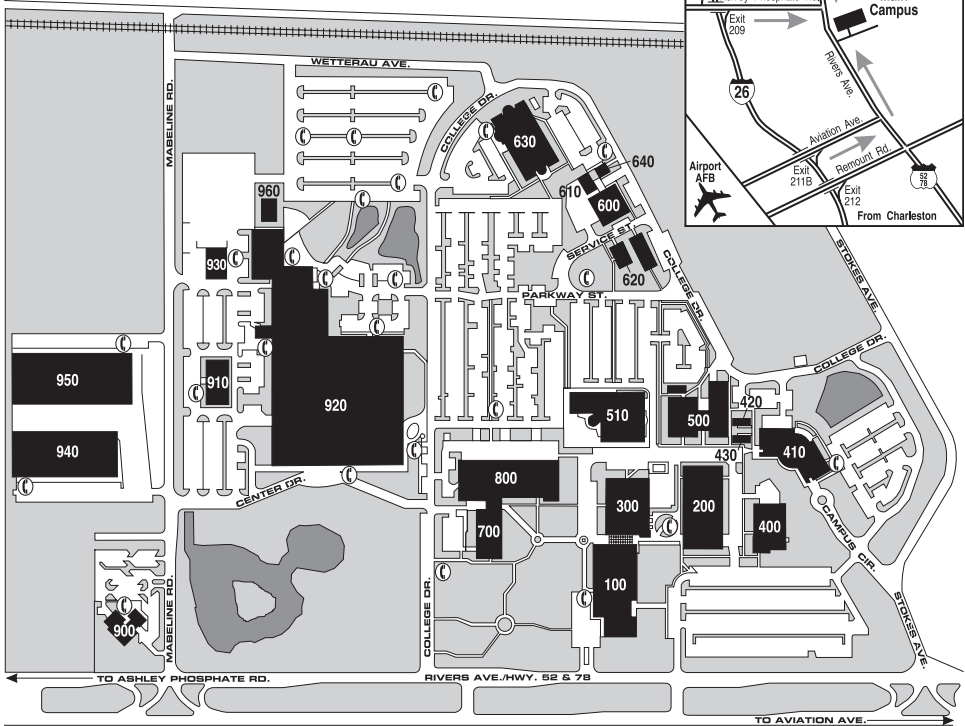 Campus
Exit
209
26
Rivers Ave.
Aviation Ave.
Remount Rd.
Airport
AFB
Exit
211B
Exit
212
52
78
From Charleston
WETTERAU AVE.
MABELINE RD.
COLLEGE DR.
630
640
610
600
SERVICE ST.
620
COLLEGE DR.
STOKES AVE.
960
930
PARKWAY ST.
COLLEGE DR.
950
910
920
510
500
420
430
410
940
CENTER DR.
800
700
300
200
400
CAMPUS CIR.
100
900
MABELINE RD.
COLLEGE DR.
STOKES AVE.
TO ASHLEY PHOSPHATE RD.
RIVERS AVE./HWY. 52 & 78
TO AVIATION AVE.